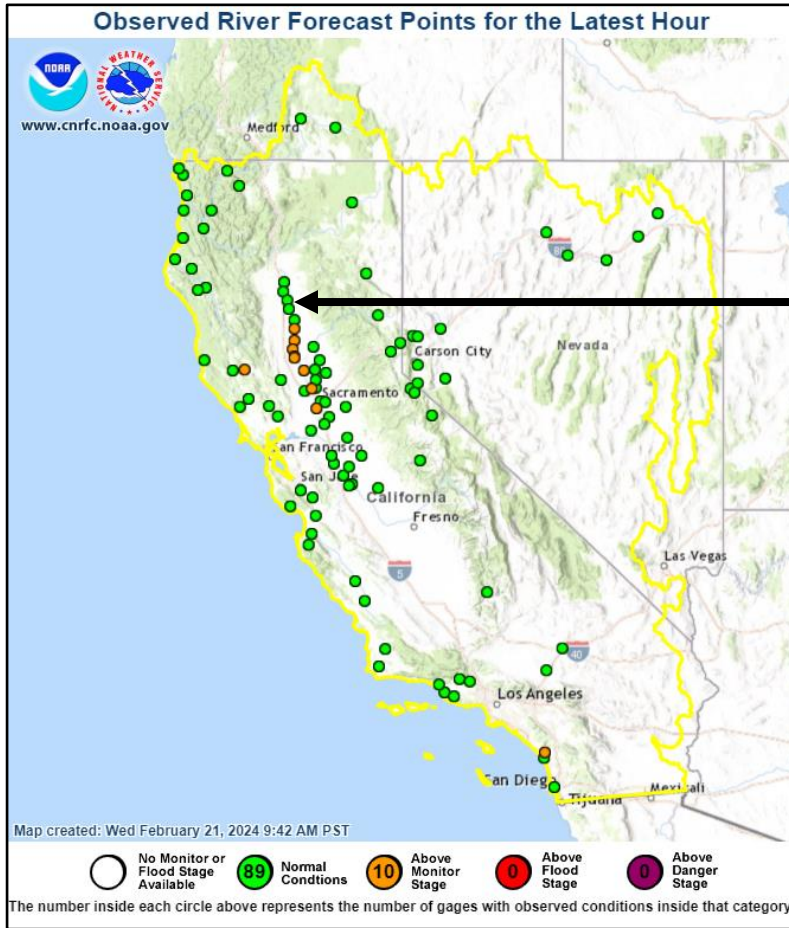 Observed River Forecast Points for the Latest Hour
NOAA
NATIONAL WEATHER SERVICE
www.cnrfc.noaa.gov
Medford
80
Carson City
Nevada
Sacramento
San Francisco
San Jose
California
Fresno
5
Las Vegas
40
Los Angeles
San Diego
Tijuana
Mexicali
Map created: Wed February 21, 2024 9:42 AM PST
No Monitor or
Flood Stage
Available
89
Normal
Condtions
10
Above
Monitor
Stage
0
Above
Flood
Stage
0
Above
Danger
Stage
The number inside each circle above represents the number of gages with observed conditions inside that category